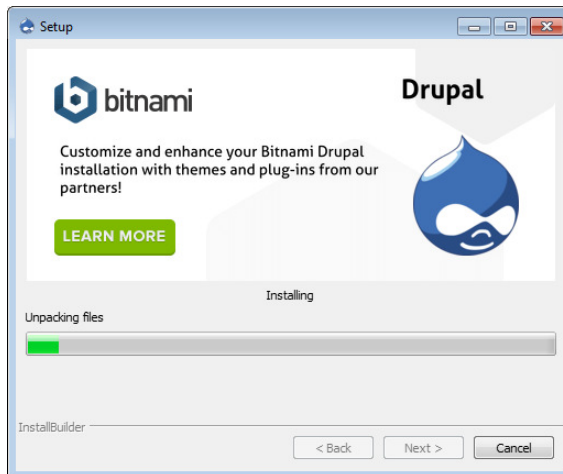 Setup
bitnami
Drupal
Customize and enhance your Bitnami Drupal
installation with themes and plug-ins from our
partners!
LEARN MORE
Installing
Unpacking files
InstallBuilder
< Back
Next >
Cancel